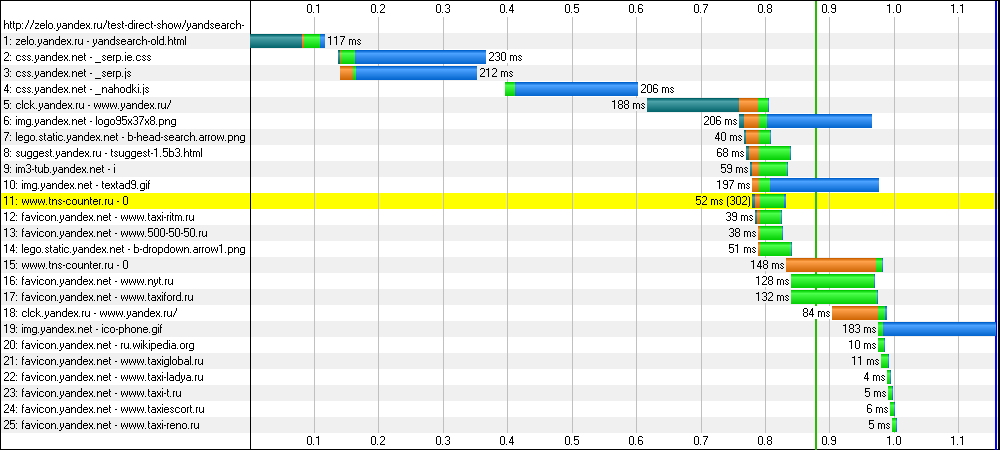 0.1 0.2 0.3 0.4 0.5 0.6 0.7 0.8 0.9 1.0 1.1
http://zelo.yandex.ru/test-direct-show/yandsearch-
1: zelo.yandex.ru - yandsearch-old.html 117 ms
2: css.yandex.net - _serp.ie.css 230 ms
3: css.yandex.net - _serp.js 212 ms
4: css.yandex.net - _nahodki.js 206 ms
5: clck.yandex.ru - www.yandex.ru/ 188 ms
6: img.yandex.net - logo95x37x8.png 206 ms
7: lego.static.yandex.net - b-head-search.arrow.png 40 ms
8: suggest.yandex.ru - tsuggest-1.5b3.html 68 ms
9: im3-tub.yandex.net - i 59 ms
10: img.yandex.net - textad9.gif 197 ms
11: www.tns-counter.ru - 0 52 ms (302)
12: favicon.yandex.net - www.taxi-ritm.ru 39 ms
13: favicon.yandex.net - www.500-50-50.ru 38 ms
14: lego.static.yandex.net - b-dropdown.arrow1.png 51 ms
15: www.tns-counter.ru - 0 148 ms
16: favicon.yandex.net - www.nyt.ru 128 ms
17: favicon.yandex.net - www.taxiford.ru 132 ms
18: clck.yandex.ru - www.yandex.ru/ 84 ms
19: img.yandex.net - ico-phone.gif 183 ms
20: favicon.yandex.net - ru.wikipedia.org 10 ms
21: favicon.yandex.net - www.taxiglobal.ru 11 ms
22: favicon.yandex.net - www.taxi-ladya.ru 4 ms
23: favicon.yandex.net - www.taxi-t.ru 5 ms
24: favicon.yandex.net - www.taxiescort.ru 6 ms
25: favicon.yandex.net - www.taxi-reno.ru 5 ms
0.1 0.2 0.3 0.4 0.5 0.6 0.7 0.8 0.9 1.0 1.1